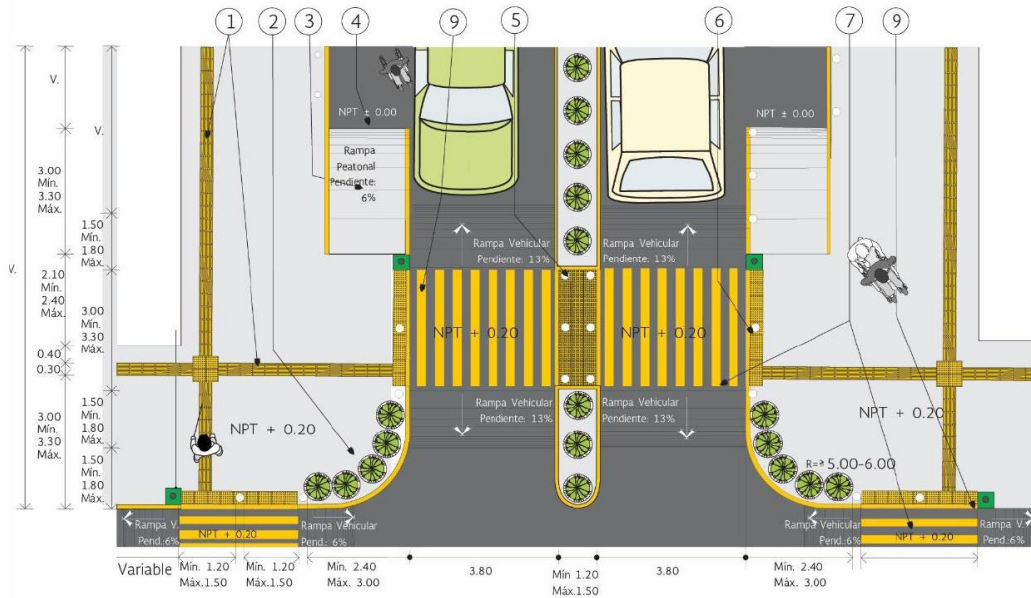 1 2 3 4 9 5 6 7 9
V.
V.
V.
NPT ± 0.00
NPT ± 0.00
Rampa
Peatonal
Pendiente:
6%
3.00
Mín.
3.30
Máx.
1.50
Mín.
1.80
Máx.
Rampa Vehicular
Pendiente: 13%
Rampa Vehicular
Pendiente: 13%
2.10
Mín.
2.40
Máx.
3.00
Mín.
3.30
Máx.
NPT + 0.20
NPT + 0.20
0.40
0.30
1.50
Mín.
1.80
Máx.
Rampa Vehicular
Pendiente: 13%
Rampa Vehicular
Pendiente: 13%
3.00
Mín.
3.30
Máx.
NPT + 0.20
NPT + 0.20
1.50
Mín.
1.80
Máx.
R=≥ 5.00-6.00
Rampa V.
Pend.:6%
NPT + 0.20
Rampa Vehicular
Pend.: 6%
Rampa Vehicular
Pend.:6%
NPT + 0.20
Rampa V.
Pend.:6%
Variable
Mín. 1.20
Máx.1.50
Mín. 1.20
Máx.1.50
Mín. 2.40
Máx. 3.00
3.80
Mín 1.20
Máx.1.50
3.80
Mín. 2.40
Máx. 3.00